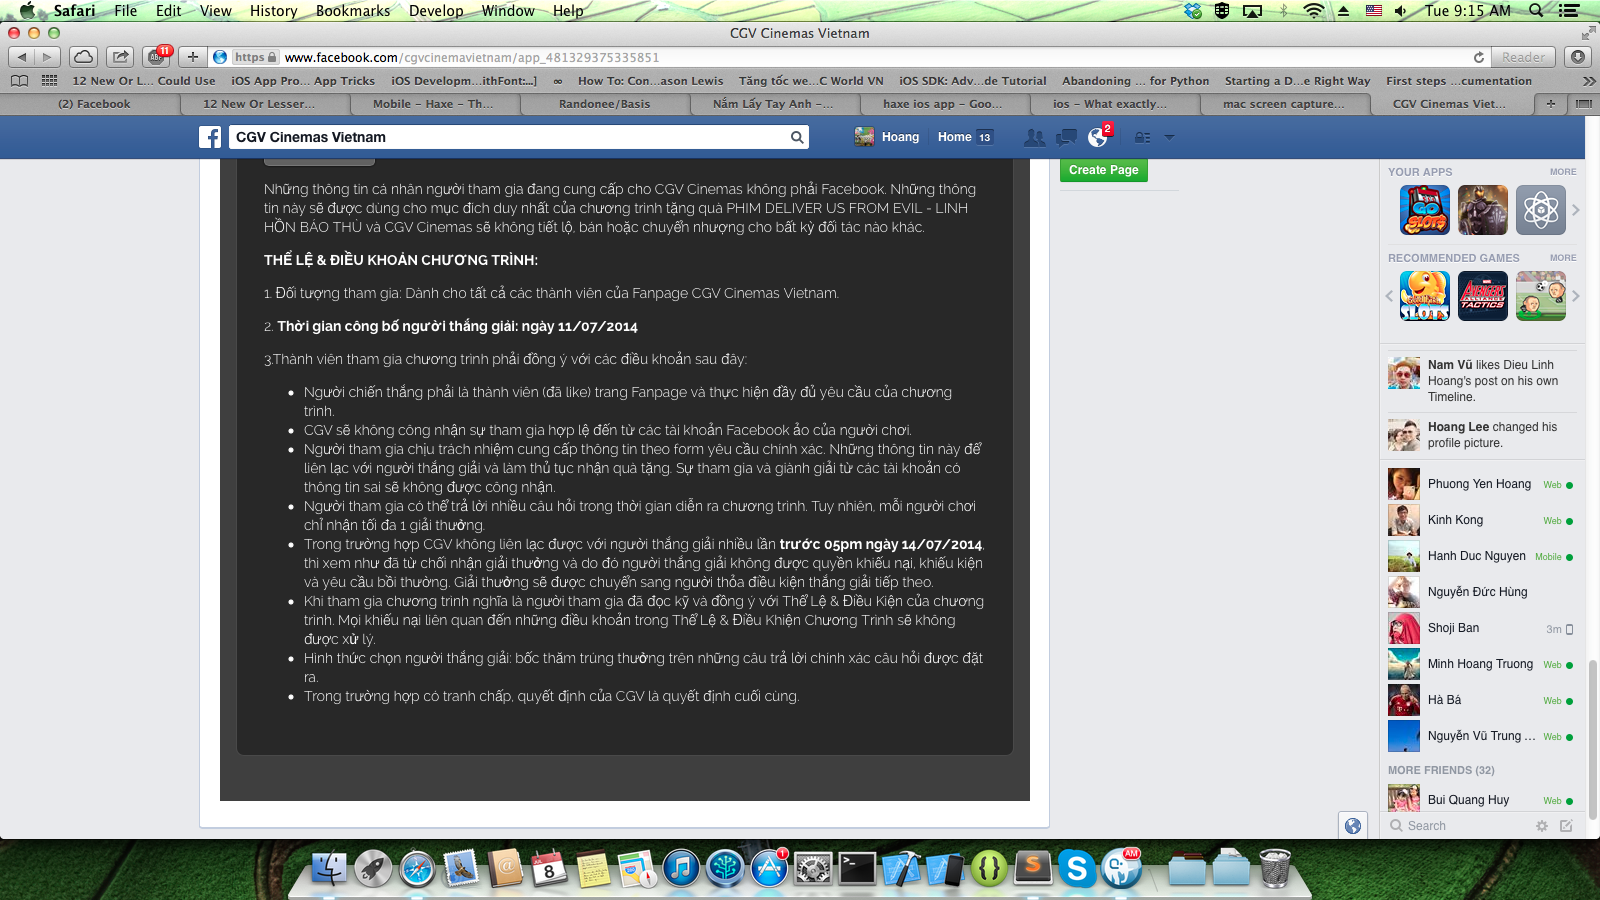 Safari File Edit View History Bookmarks Develop Window Help Tue 9:15 AM
CGV Cinemas Vietnam
ABP 11 https www.facebook.com/cgvcinemavietnam/app_481329375335851 Reader
12 New Or L... Could Use iOS App Pro... App Tricks iOS Developm...ithFont:...] ∞ How To: Con...ason Lewis Tăng tốc we...C World VN iOS SDK: Adv...de Tutorial Abandoning ... for Python Starting a D...e Right Way First steps ...cumentation
(2) Facebook 12 New Or Lesser... Mobile – Haxe – Th... Randonee/Basis Nắm Lấy Tay Anh –... haxe ios app – Goo... ios – What exactly... mac screen capture... CGV Cinemas Viet...
CGV Cinemas Vietnam Hoang Home 13 2
Create Page
Những thông tin cá nhân người tham gia đang cung cấp cho CGV Cinemas không phải Facebook. Những thông
tin này sẽ được dùng cho mục đích duy nhất của chương trình tặng quà PHIM DELIVER US FROM EVIL - LINH
HỒN BÁO THÙ và CGV Cinemas sẽ không tiết lộ, bán hoặc chuyển nhượng cho bất kỳ đối tác nào khác.
THỂ LỆ & ĐIỀU KHOẢN CHƯƠNG TRÌNH:
1. Đối tượng tham gia: Dành cho tất cả các thành viên của Fanpage CGV Cinemas Vietnam.
2. Thời gian công bố người thắng giải: ngày 11/07/2014
3.Thành viên tham gia chương trình phải đồng ý với các điều khoản sau đây:
• Người chiến thắng phải là thành viên (đã like) trang Fanpage và thực hiện đầy đủ yêu cầu của chương
trình.
• CGV sẽ không công nhận sự tham gia hợp lệ đến từ các tài khoản Facebook ảo của người chơi.
• Người tham gia chịu trách nhiệm cung cấp thông tin theo form yêu cầu chính xác. Những thông tin này để
liên lạc với người thắng giải và làm thủ tục nhận quà tặng. Sự tham gia và giành giải từ các tài khoản có
thông tin sai sẽ không được công nhận.
• Người tham gia có thể trả lời nhiều câu hỏi trong thời gian diễn ra chương trình. Tuy nhiên, mỗi người chơi
chỉ nhận tối đa 1 giải thưởng.
• Trong trường hợp CGV không liên lạc được với người thắng giải nhiều lần trước 05pm ngày 14/07/2014,
thì xem như đã từ chối nhận giải thưởng và do đó người thắng giải không được quyền khiếu nại, khiếu kiện
và yêu cầu bồi thường. Giải thưởng sẽ được chuyển sang người thỏa điều kiện thắng giải tiếp theo.
• Khi tham gia chương trình nghĩa là người tham gia đã đọc kỹ và đồng ý với Thể Lệ & Điều Kiện của chương
trình. Mọi khiếu nại liên quan đến những điều khoản trong Thể Lệ & Điều Khiện Chương Trình sẽ không
được xử lý.
• Hình thức chọn người thắng giải: bốc thăm trúng thưởng trên những câu trả lời chính xác câu hỏi được đặt
ra.
• Trong trường hợp có tranh chấp, quyết định của CGV là quyết định cuối cùng.
YOUR APPS MORE
GO SLOTS
RECOMMENDED GAMES MORE
SLOTS AVENGERS ALLIANCE TACTICS
Nam Vũ likes Dieu Linh
Hoang's post on his own
Timeline.
Hoang Lee changed his
profile picture.
Phuong Yen Hoang Web
Kinh Kong Web
Hanh Duc Nguyen Mobile
Nguyễn Đức Hùng
Shoji Ban 3m
Minh Hoang Truong Web
Hà Bá Web
Nguyễn Vũ Trung ... Web
MORE FRIENDS (32)
Bui Quang Huy Web
Search
JUL 8 1 AM